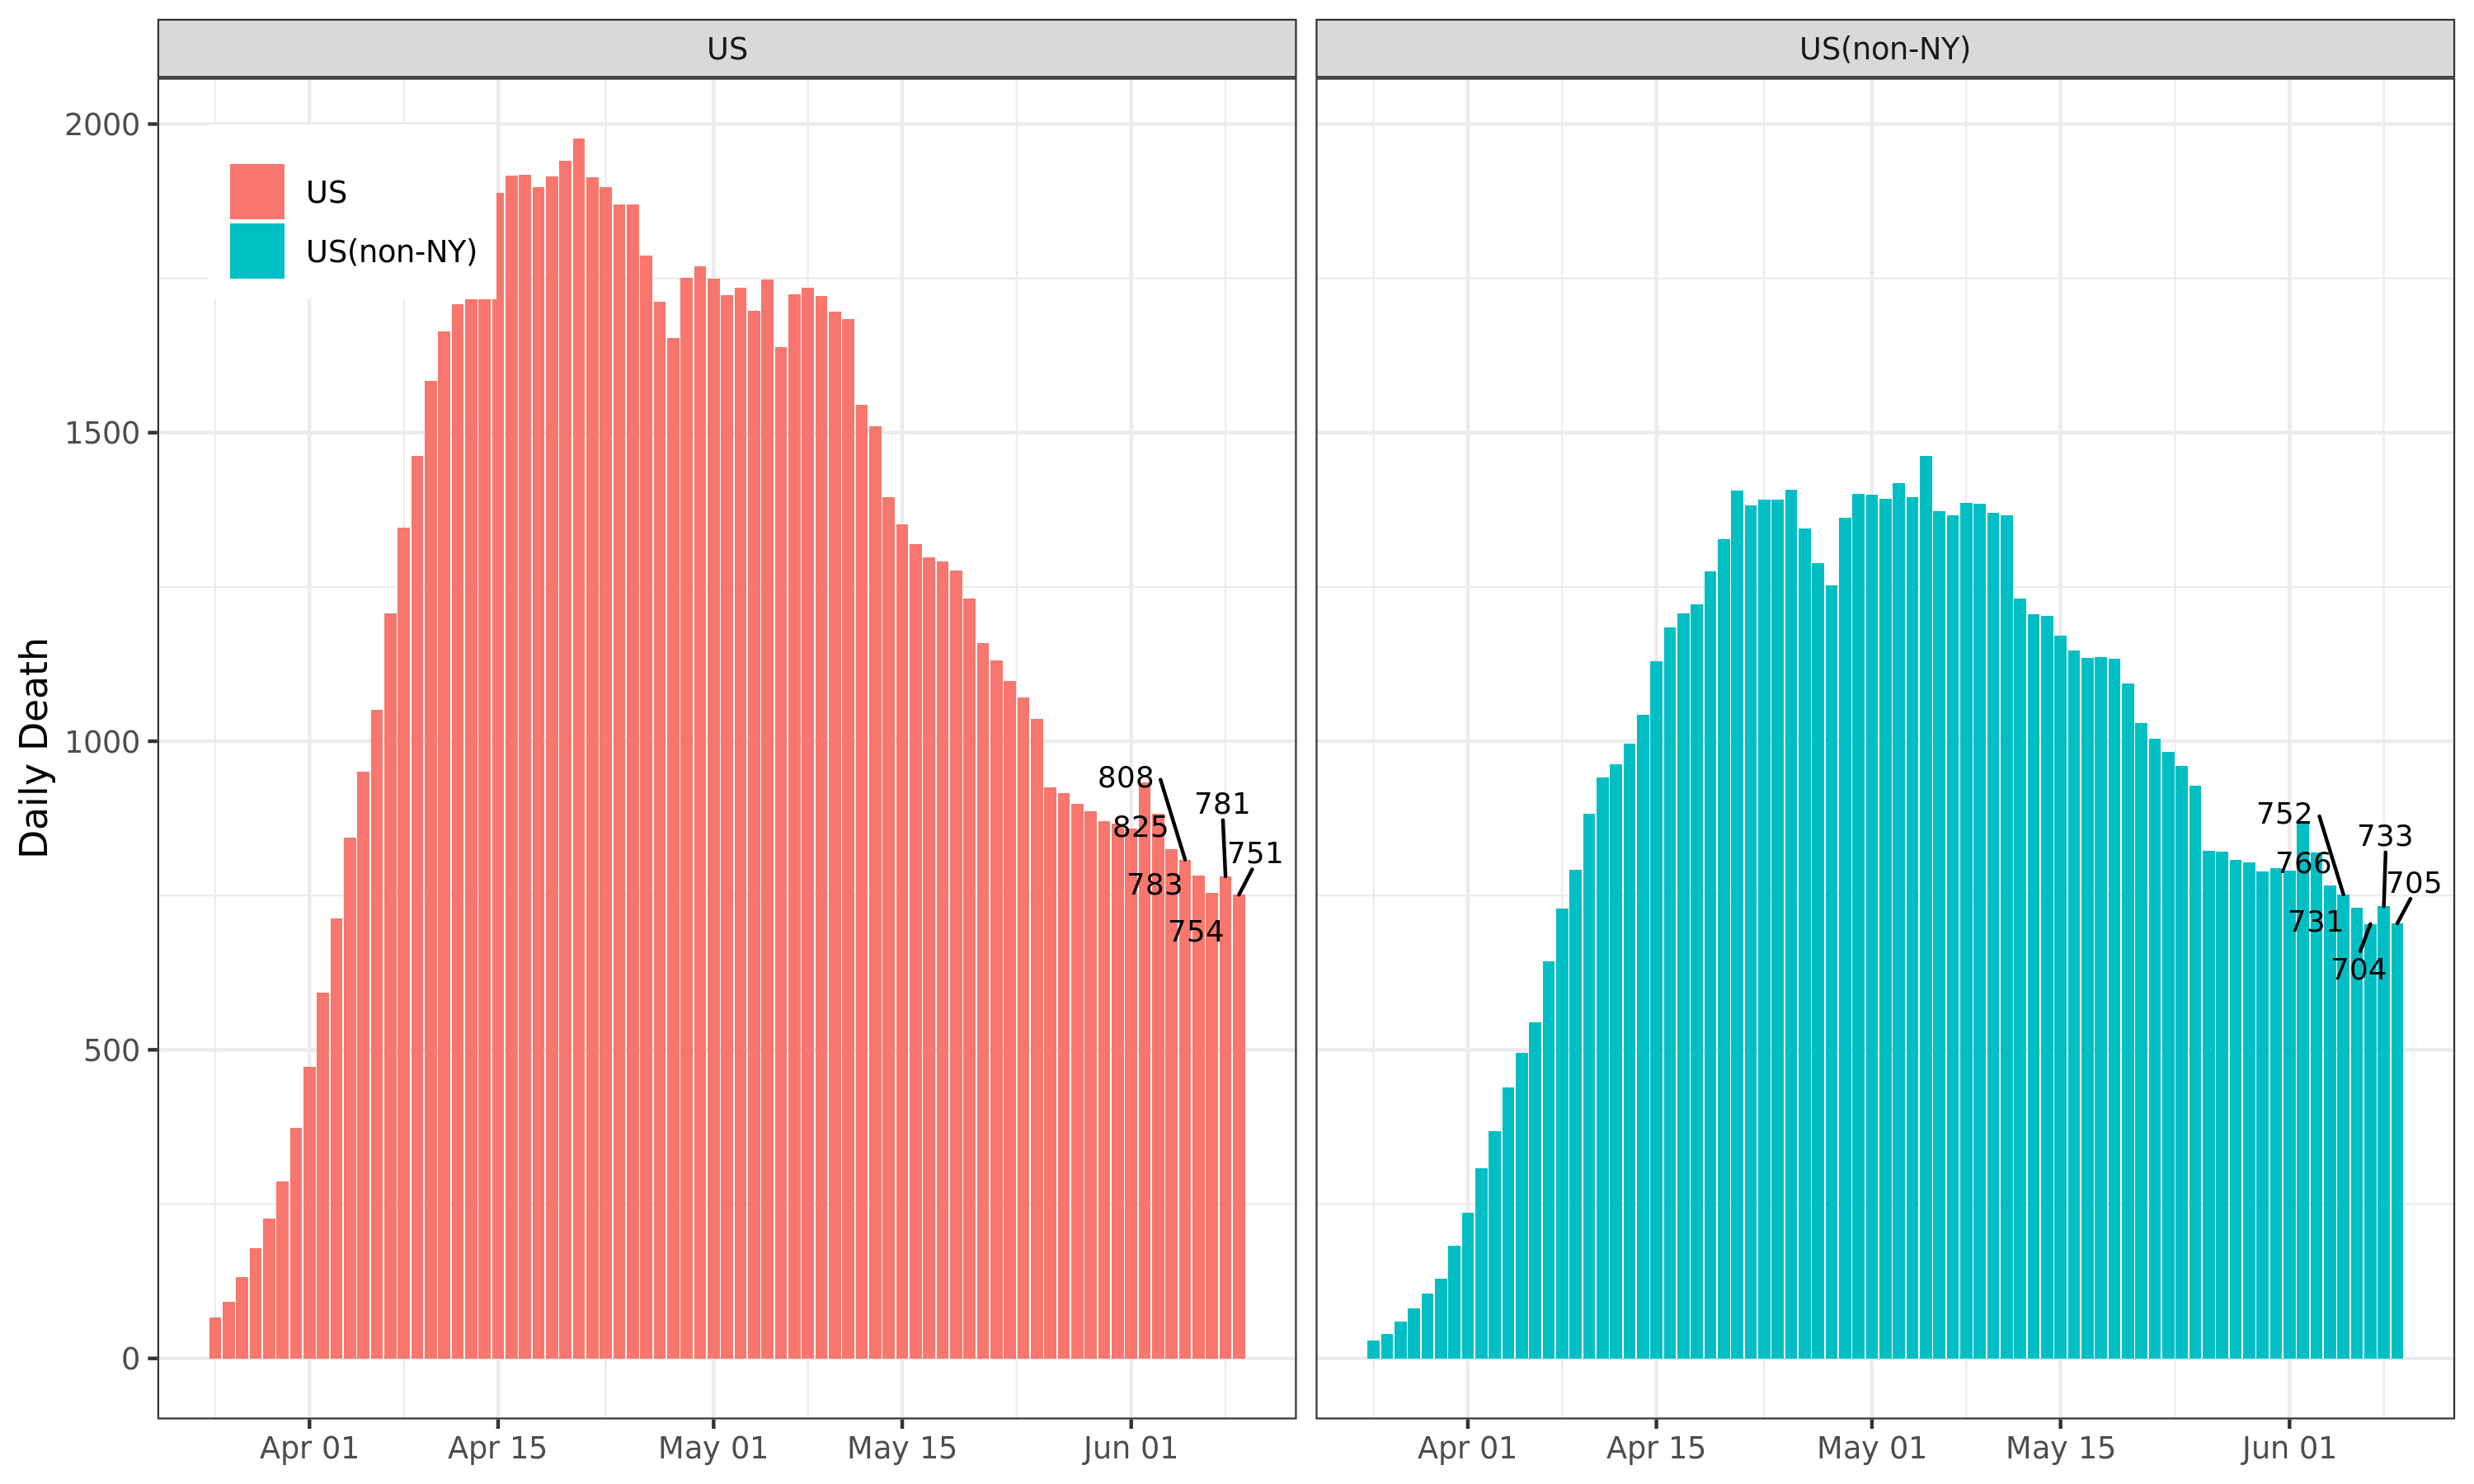 US
US(non-NY)
Daily Death
2000
1500
1000
500
0
US
US(non-NY)
808
825
783
754
781
751
752
766
731
704
733
705
Apr 01
Apr 15
May 01
May 15
Jun 01
Apr 01
Apr 15
May 01
May 15
Jun 01